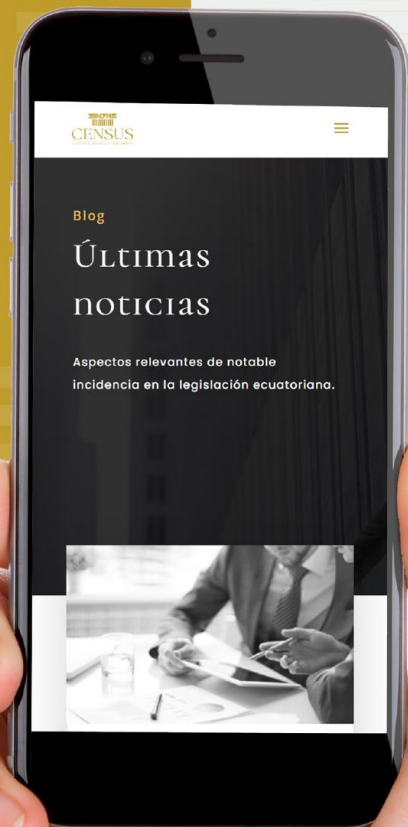 CENSUS
Blog
Últimas
noticias
Aspectos relevantes de notable
incidencia en la legislación ecuatoriana.